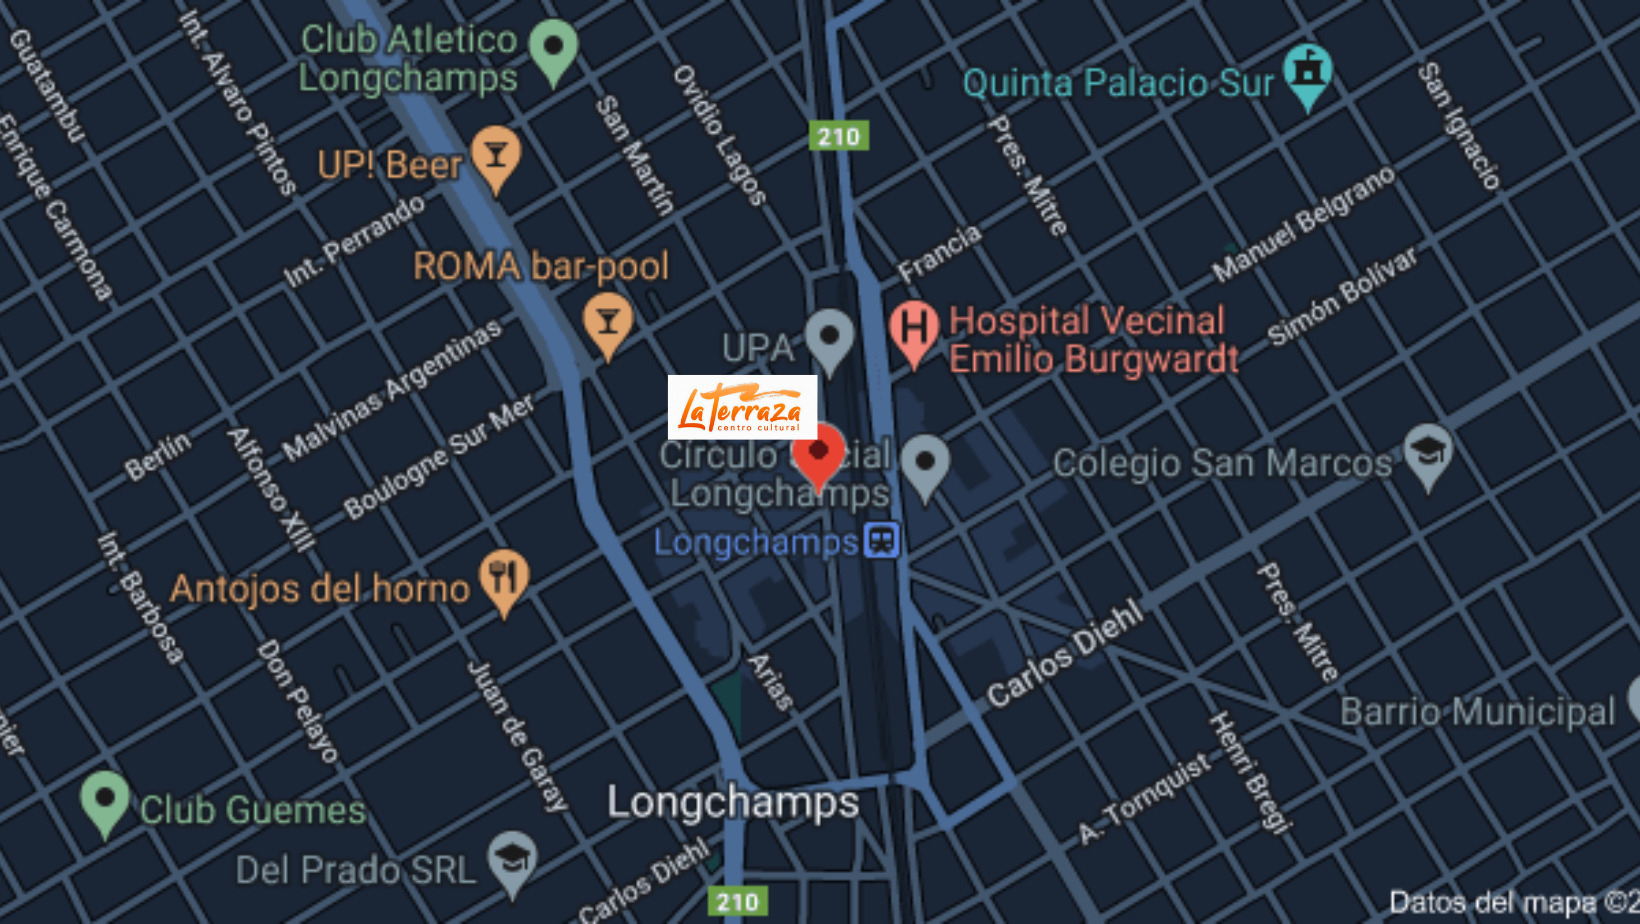 Club Atletico
Longchamps
Guatambu
Int. Alvaro Pintos
Enrique Carmona
UP! Beer
Int. Perrando
San Martín
Ovidio Lagos
210
Quinta Palacio Sur
San Ignacio
Pres. Mitre
Francia
Manuel Belgrano
Simón Bolívar
ROMA bar-pool
UPA
Hospital Vecinal
Emilio Burgwardt
Malvinas Argentinas
Boulogne Sur Mer
Berlín
Alfonso XIII
La Terraza
centro cultural
Círculo
Longchamps
Longchamps
Colegio San Marcos
Antojos del horno
Int. Barbosa
Don Pelayo
Juan de Garay
Arias
Carlos Diehl
Pres. Mitre
Barrio Municipal
Henri Bregi
A. Tornquist
Longchamps
Club Guemes
Del Prado SRL
Carlos Diehl
210
Datos del mapa ©2